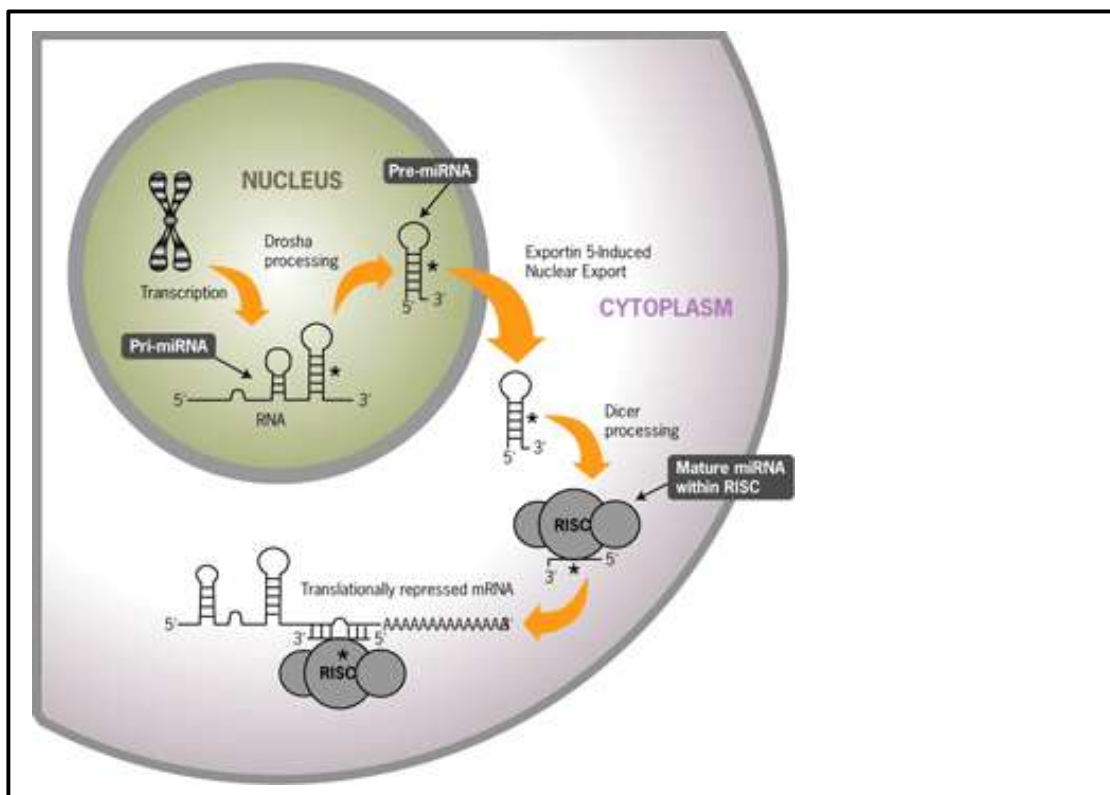 NUCLEUS
Pre-miRNA
Drosha
processing
Transcription
5' 3'
Exportin 5-Induced
Nuclear Export
CYTOPLASM
Pri-miRNA
*
*
5' 3'
RNA
*
5' 3'
Dicer
processing
Mature miRNA
within RISC
RISC
3' * 5'
Translationally repressed mRNA
5' AAAAAAAAAAAAA3'
3' 5'
*
RISC